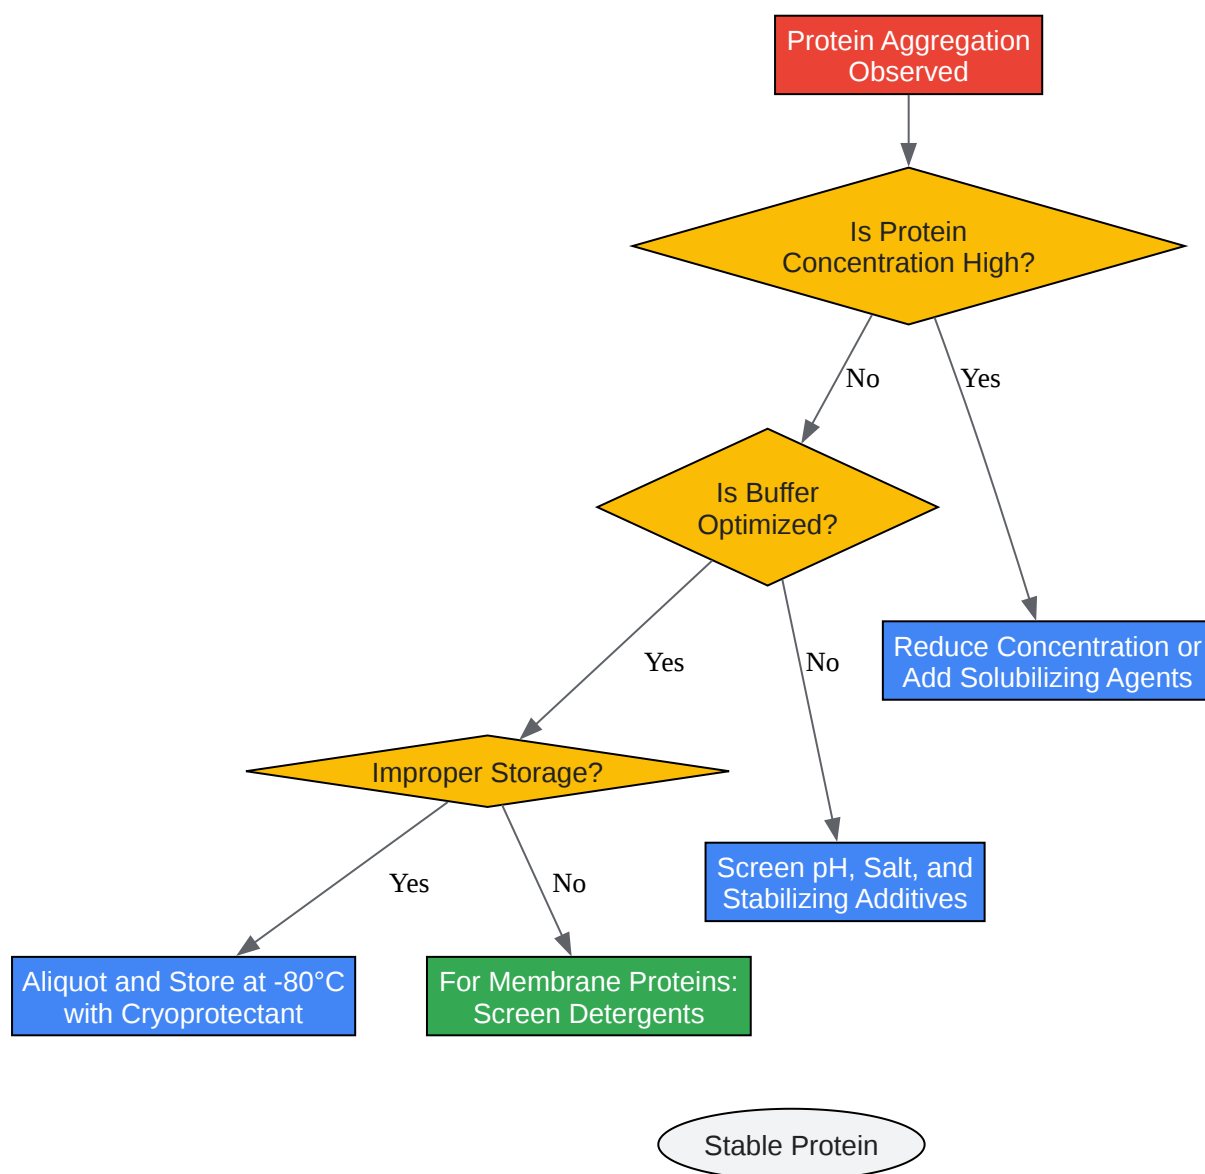 Protein Aggregation
Observed
Is Protein
Concentration High?
No
Yes
Is Buffer
Optimized?
Reduce Concentration or
Add Solubilizing Agents
Yes
No
Improper Storage?
Screen pH, Salt, and
Stabilizing Additives
Yes
No
Aliquot and Store at -80°C
with Cryoprotectant
For Membrane Proteins:
Screen Detergents
Stable Protein